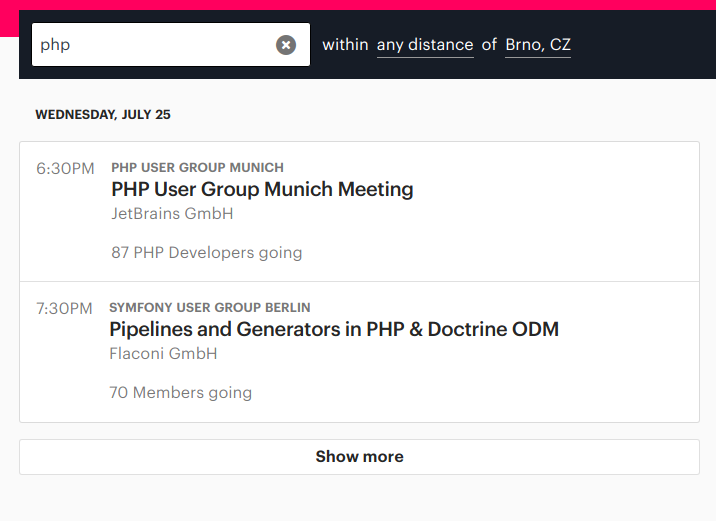 php
within any distance of Brno, CZ
WEDNESDAY, JULY 25
6:30PM
PHP USER GROUP MUNICH
PHP User Group Munich Meeting
JetBrains GmbH
87 PHP Developers going
7:30PM
SYMFONY USER GROUP BERLIN
Pipelines and Generators in PHP & Doctrine ODM
Flaconi GmbH
70 Members going
Show more